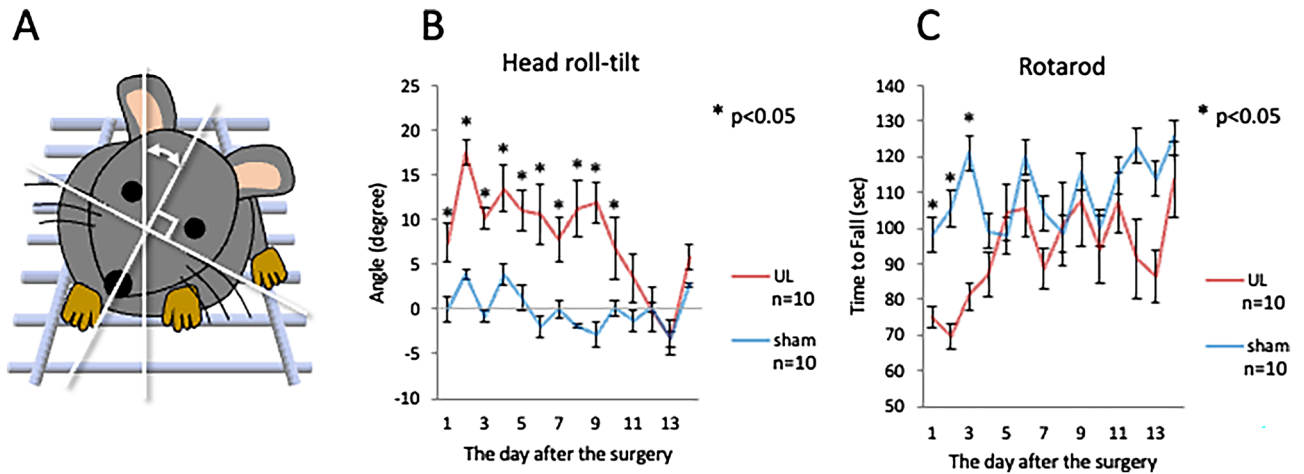 A
B
C
Head roll-tilt
Rotarod
* p<0.05
* p<0.05
Angle (degree)
25
20
15
10
5
0
-5
-10
* * * * * * * * * *
1 3 5 7 9 11 13
The day after the surgery
UL
n=10
sham
n=10
Time to Fall (sec)
140
130
120
110
100
90
80
70
60
50
* * *
1 3 5 7 9 11 13
The day after the surgery
UL
n=10
sham
n=10